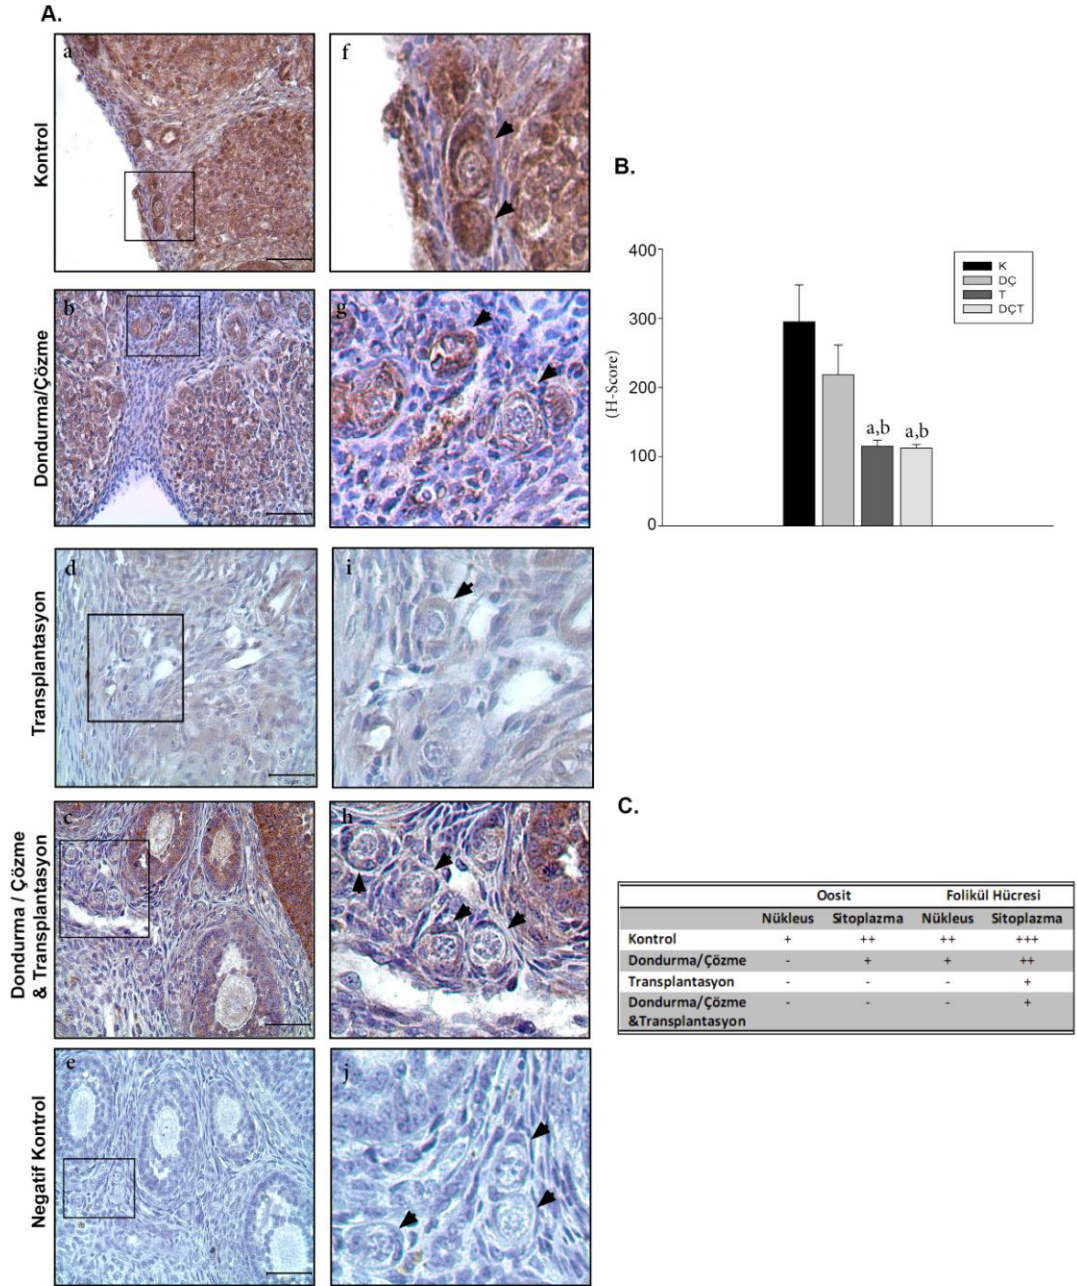 A.
a
f
Kontrol
b
g
Dondurma/Çözme
d
i
Transplantasyon
c
h
Dondurma / Çözme
& Transplantasyon
e
j
Negatif Kontrol
B.
400
300
200
100
0
(H-Score)
a,b
a,b
K
DÇ
T
DÇT
C.
Oosit Folikül Hücresi
Nükleus Sitoplazma Nükleus Sitoplazma
Kontrol + ++ ++ +++
Dondurma/Çözme - + + ++
Transplantasyon - - - +
Dondurma/Çözme - - - +
&Transplantasyon